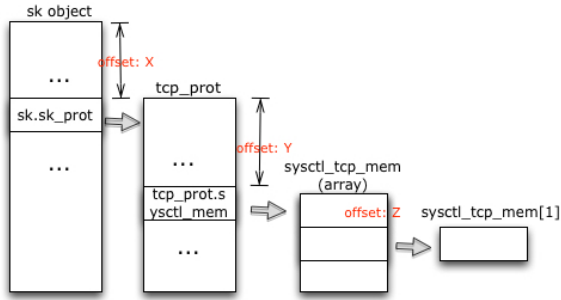 sk object
offset: X
...
tcp_prot
sk.sk_prot
offset: Y
...
...
sysctl_tcp_mem
(array)
tcp_prot.s
ysctl_mem
offset: Z
sysctl_tcp_mem[1]
...